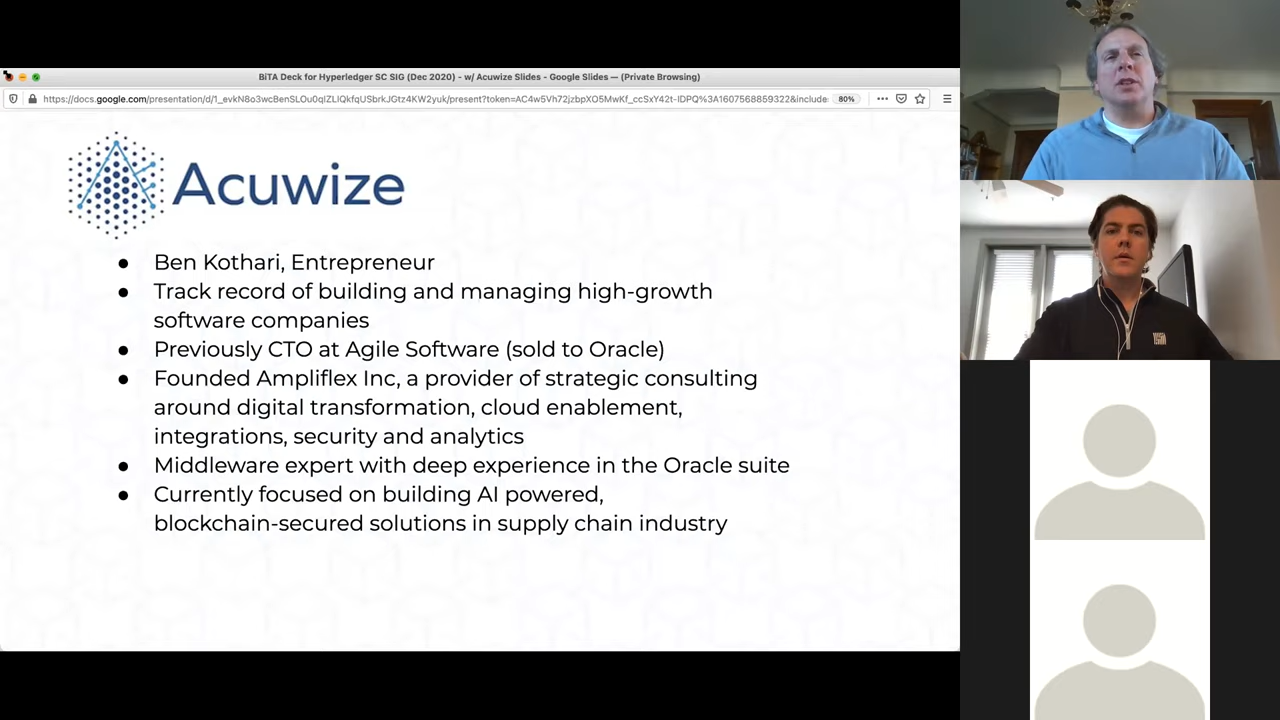 BiTA Deck for Hyperledger SC SIG (Dec 2020) - w/ Acuwize Slides - Google Slides — (Private Browsing)
80%
Acuwize
● Ben Kothari, Entrepreneur
● Track record of building and managing high-growth
software companies
● Previously CTO at Agile Software (sold to Oracle)
● Founded Ampliflex Inc, a provider of strategic consulting
around digital transformation, cloud enablement,
integrations, security and analytics
● Middleware expert with deep experience in the Oracle suite
● Currently focused on building AI powered,
blockchain-secured solutions in supply chain industry